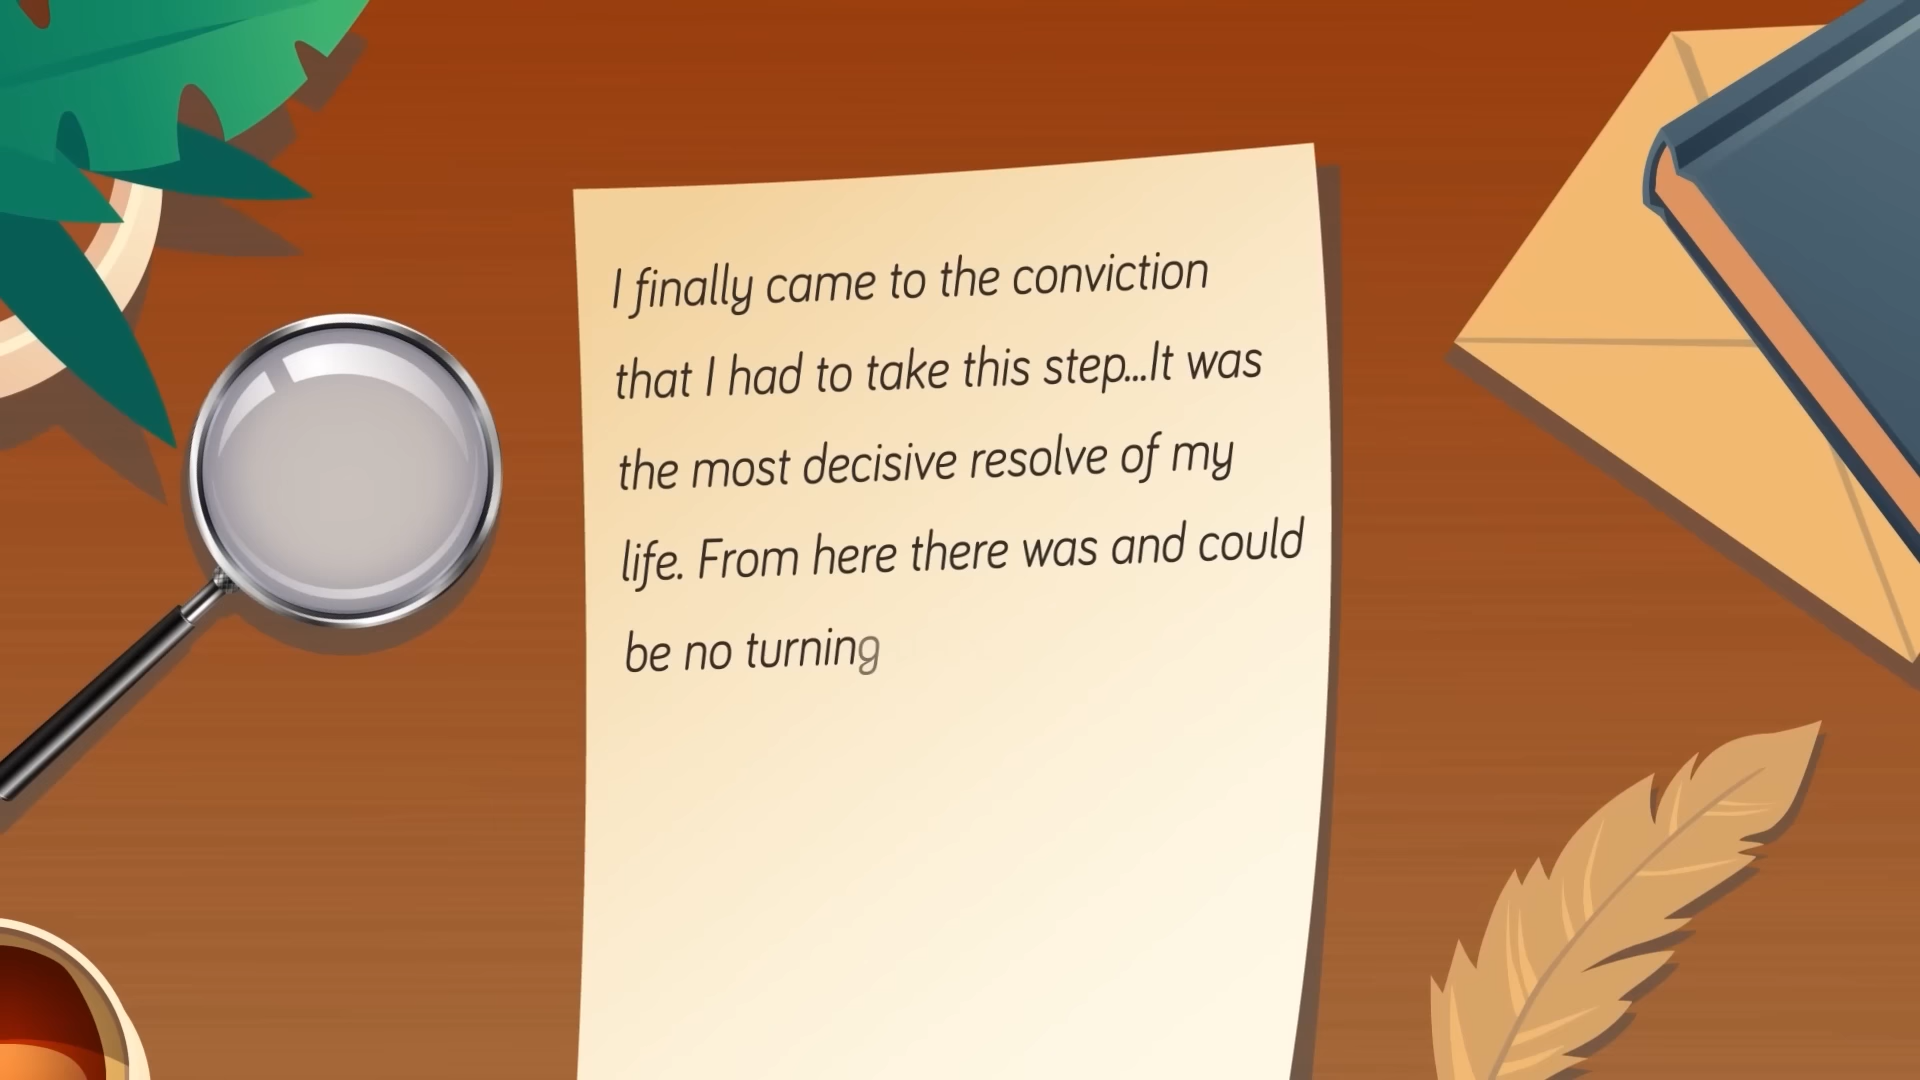 I finally came to the conviction
that I had to take this step...It was
the most decisive resolve of my
life. From here there was and could
be no turning